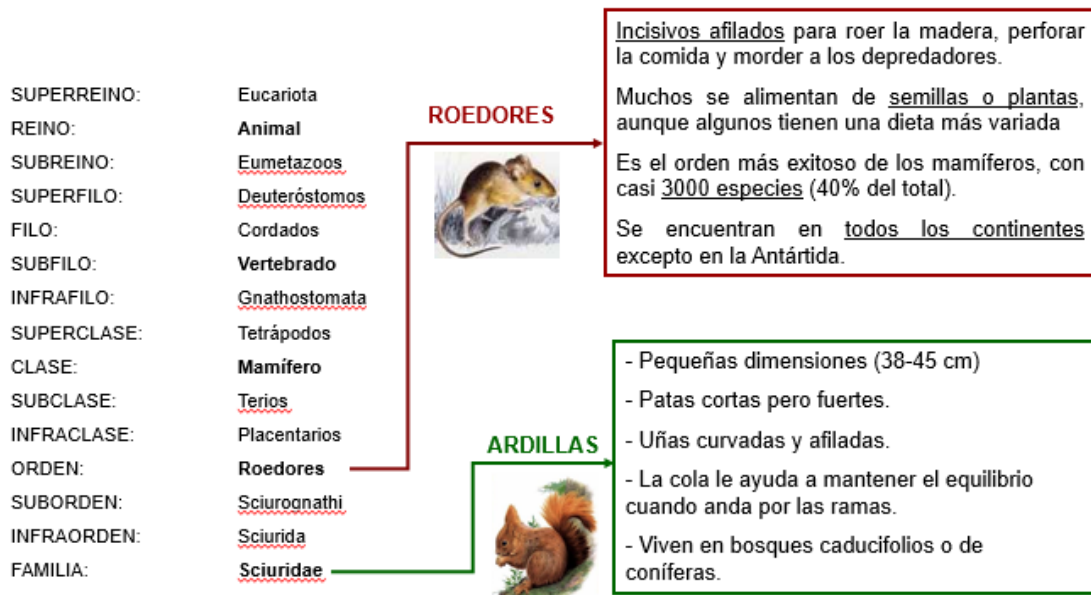 SUPERREINO: Eucariota
REINO: Animal
SUBREINO: Eumetazoos
SUPERFILO: Deuteróstomos
FILO: Cordados
SUBFILO: Vertebrado
INFRAFILO: Gnathostomata
SUPERCLASE: Tetrápodos
CLASE: Mamífero
SUBCLASE: Terios
INFRACLASE: Placentarios
ORDEN: Roedores
SUBORDEN: Sciurognathi
INFRAORDEN: Sciurida
FAMILIA: Sciuridae
ROEDORES
Incisivos afilados para roer la madera, perforar
la comida y morder a los depredadores.
Muchos se alimentan de semillas o plantas,
aunque algunos tienen una dieta más variada
Es el orden más exitoso de los mamíferos, con
casi 3000 especies (40% del total).
Se encuentran en todos los continentes
excepto en la Antártida.
ARDILLAS
- Pequeñas dimensiones (38-45 cm)
- Patas cortas pero fuertes.
- Uñas curvadas y afiladas.
- La cola le ayuda a mantener el equilibrio
cuando anda por las ramas.
- Viven en bosques caducifolios o de
coníferas.